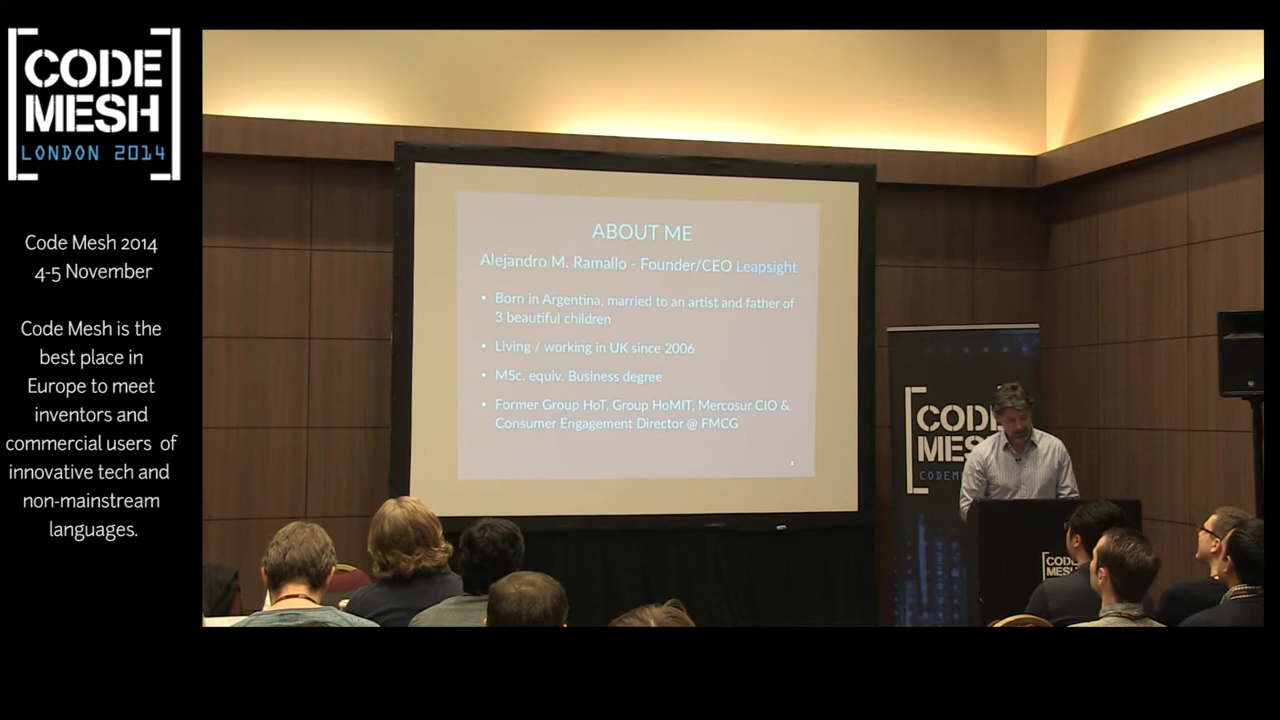 CODE
MESH
LONDON 2014
Code Mesh 2014
4-5 November
Code Mesh is the
best place in
Europe to meet
inventors and
commercial users of
innovative tech and
non-mainstream
languages.
ABOUT ME
Alejandro M. Ramallo - Founder/CEO Leapsight
• Born in Argentina, married to an artist and father of
3 beautiful children
• Living / working in UK since 2006
• MSc. equiv. Business degree
• Former Group HoT, Group HoMIT, Mercosur CIO &
Consumer Engagement Director @ FMCG
COD
MES
CODEM
CODE
MESH